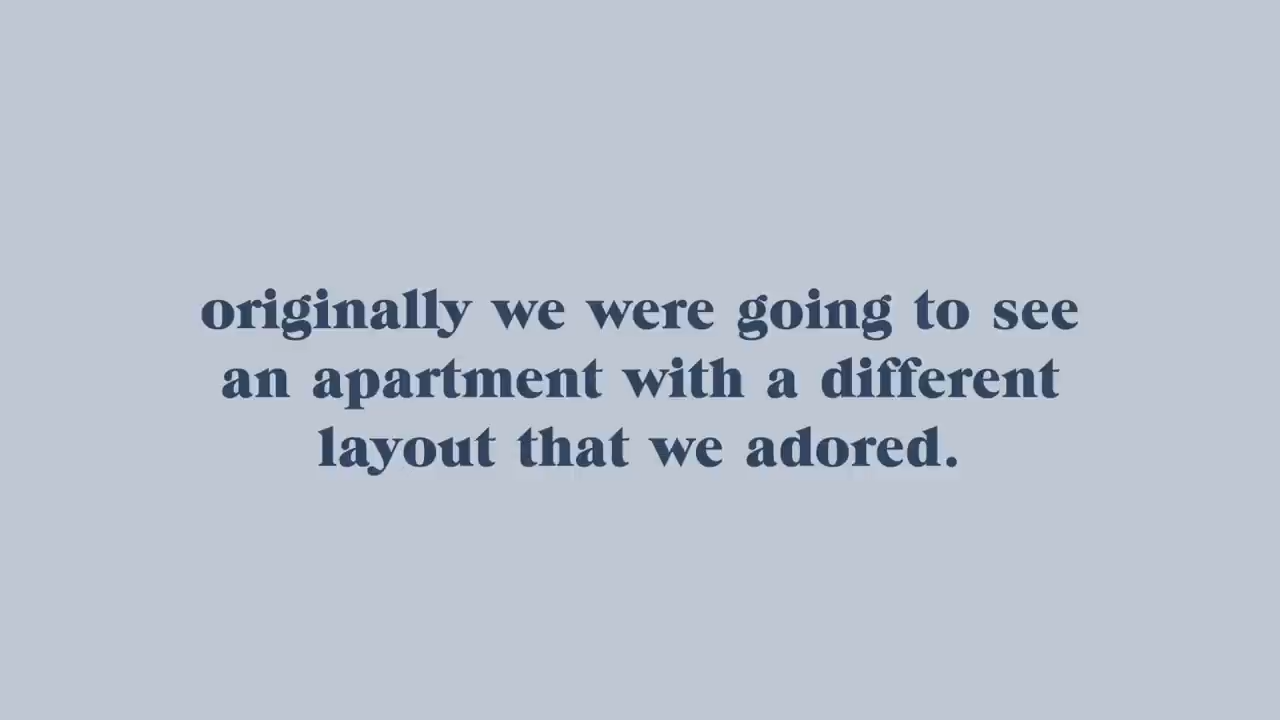 originally we were going to see
an apartment with a different
layout that we adored.